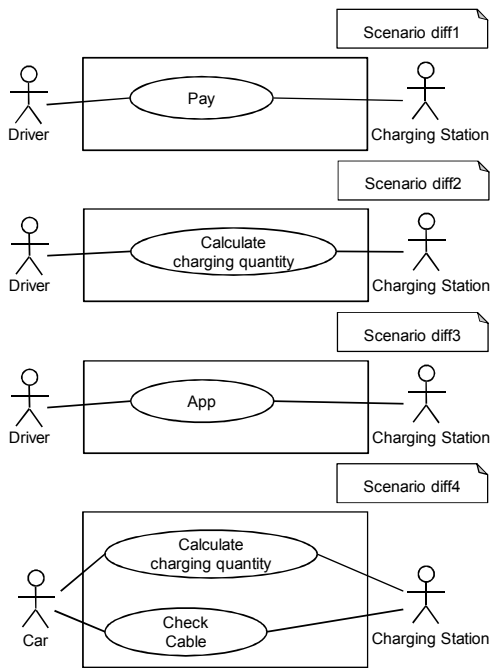 Scenario diff1
Pay
Driver
Charging Station
Scenario diff2
Calculate
charging quantity
Driver
Charging Station
Scenario diff3
App
Driver
Charging Station
Scenario diff4
Calculate
charging quantity
Check
Cable
Car
Charging Station